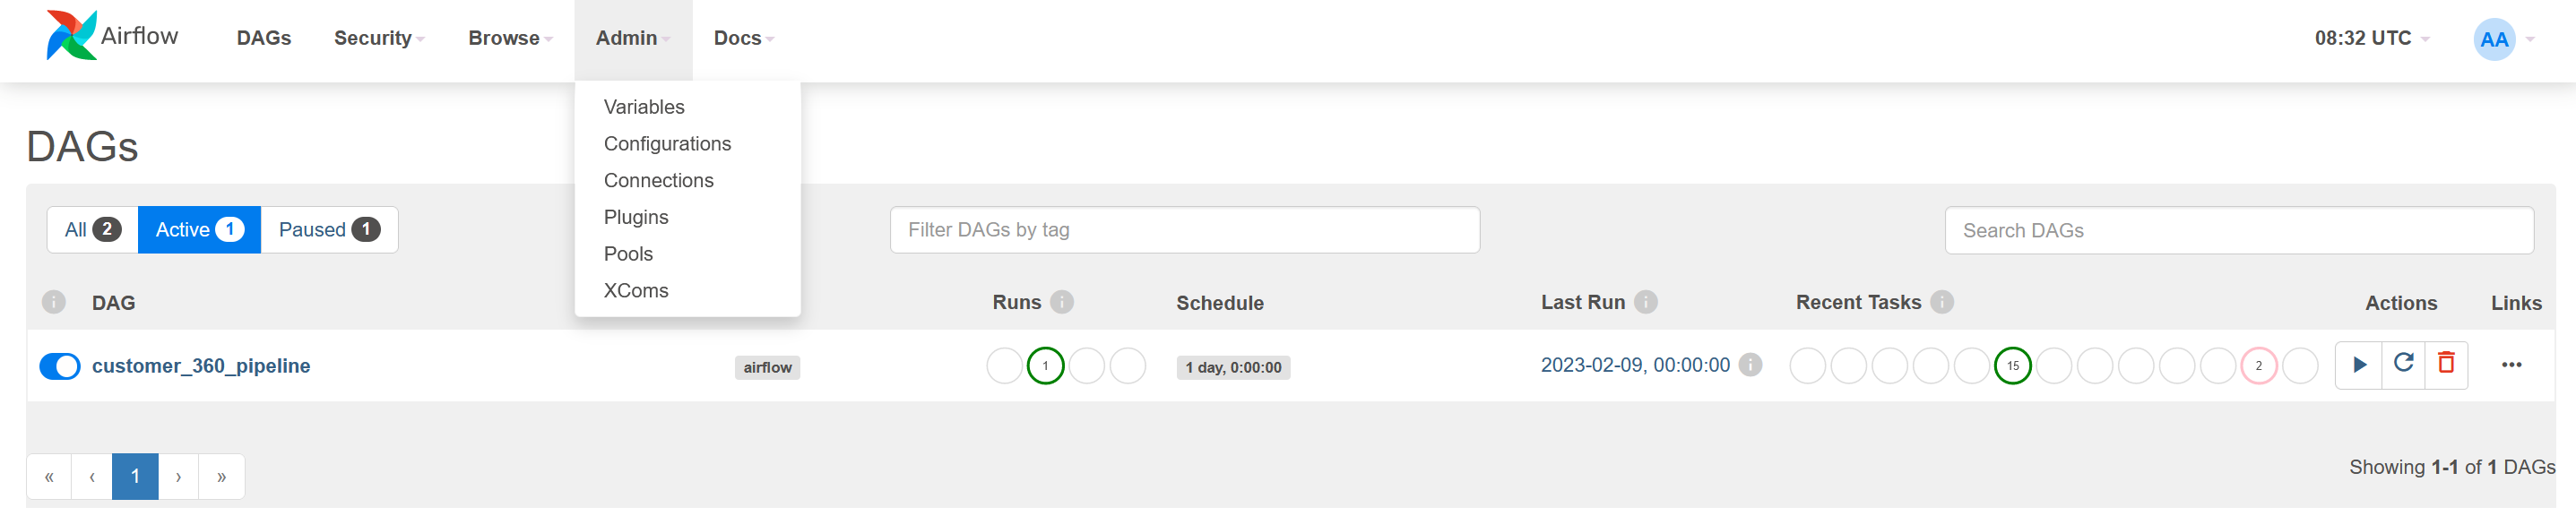 Airflow DAGs Security Browse Admin Docs 08:32 UTC AA
Variables
Configurations
Connections
Plugins
Pools
XComs
DAGs
All 2 Active 1 Paused 1 Filter DAGs by tag Search DAGs
i DAG Runs i Schedule Last Run i Recent Tasks i Actions Links
customer_360_pipeline airflow 1 1 day, 0:00:00 2023-02-09, 00:00:00 i 15 2 •••
« ‹ 1 › » Showing 1-1 of 1 DAGs